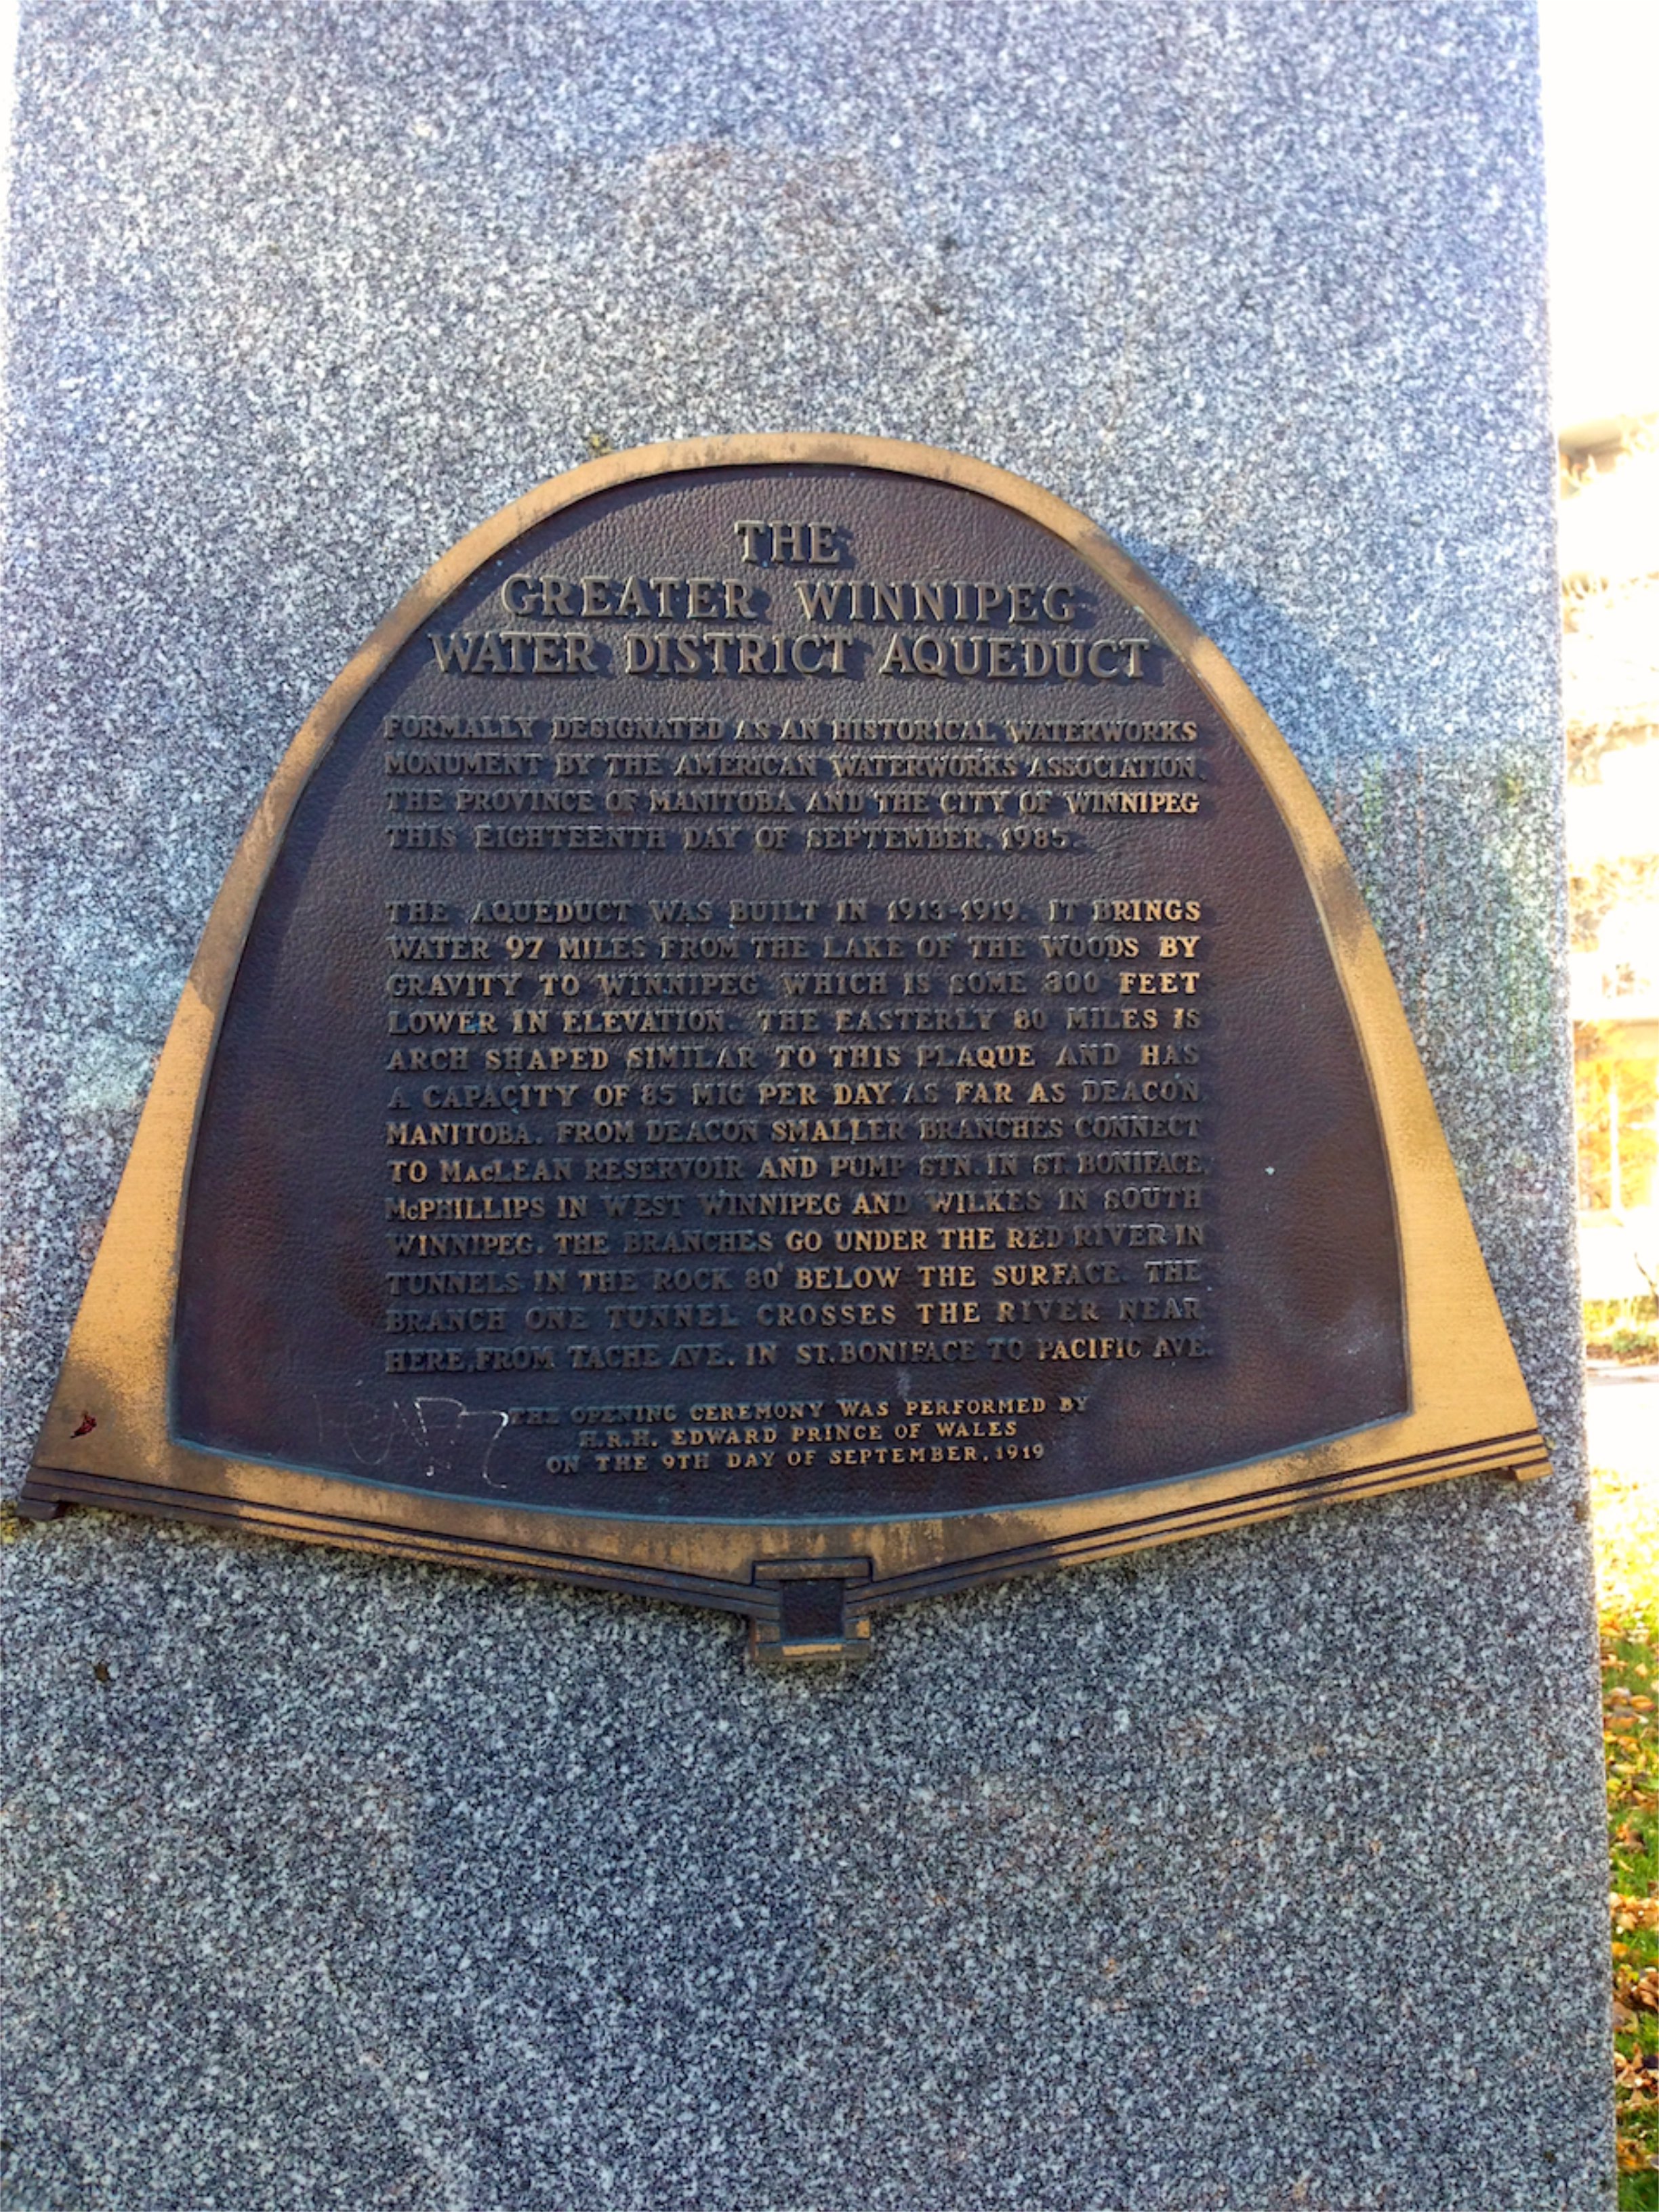 THE
GREATER WINNIPEG
WATER DISTRICT AQUEDUCT
FORMALLY DESIGNATED AS AN HISTORICAL WATERWORKS
MONUMENT BY THE AMERICAN WATERWORKS ASSOCIATION,
THE PROVINCE OF MANITOBA AND THE CITY OF WINNIPEG
THIS EIGHTEENTH DAY OF SEPTEMBER, 1985.
THE AQUEDUCT WAS BUILT IN 1913-1919. IT BRINGS
WATER 97 MILES FROM THE LAKE OF THE WOODS BY
GRAVITY TO WINNIPEG WHICH IS SOME 300 FEET
LOWER IN ELEVATION. THE EASTERLY 80 MILES IS
ARCH SHAPED SIMILAR TO THIS PLAQUE AND HAS
A CAPACITY OF 85 MIG PER DAY. AS FAR AS DEACON,
MANITOBA. FROM DEACON SMALLER BRANCHES CONNECT
TO MacLEAN RESERVOIR AND PUMP STN. IN ST. BONIFACE,
McPHILLIPS IN WEST WINNIPEG AND WILKES IN SOUTH
WINNIPEG. THE BRANCHES GO UNDER THE RED RIVER IN
TUNNELS IN THE ROCK 80' BELOW THE SURFACE. THE
BRANCH ONE TUNNEL CROSSES THE RIVER NEAR
HERE, FROM TACHE AVE. IN ST. BONIFACE TO PACIFIC AVE.
THE OPENING CEREMONY WAS PERFORMED BY
H.R.H. EDWARD PRINCE OF WALES
ON THE 9TH DAY OF SEPTEMBER, 1919